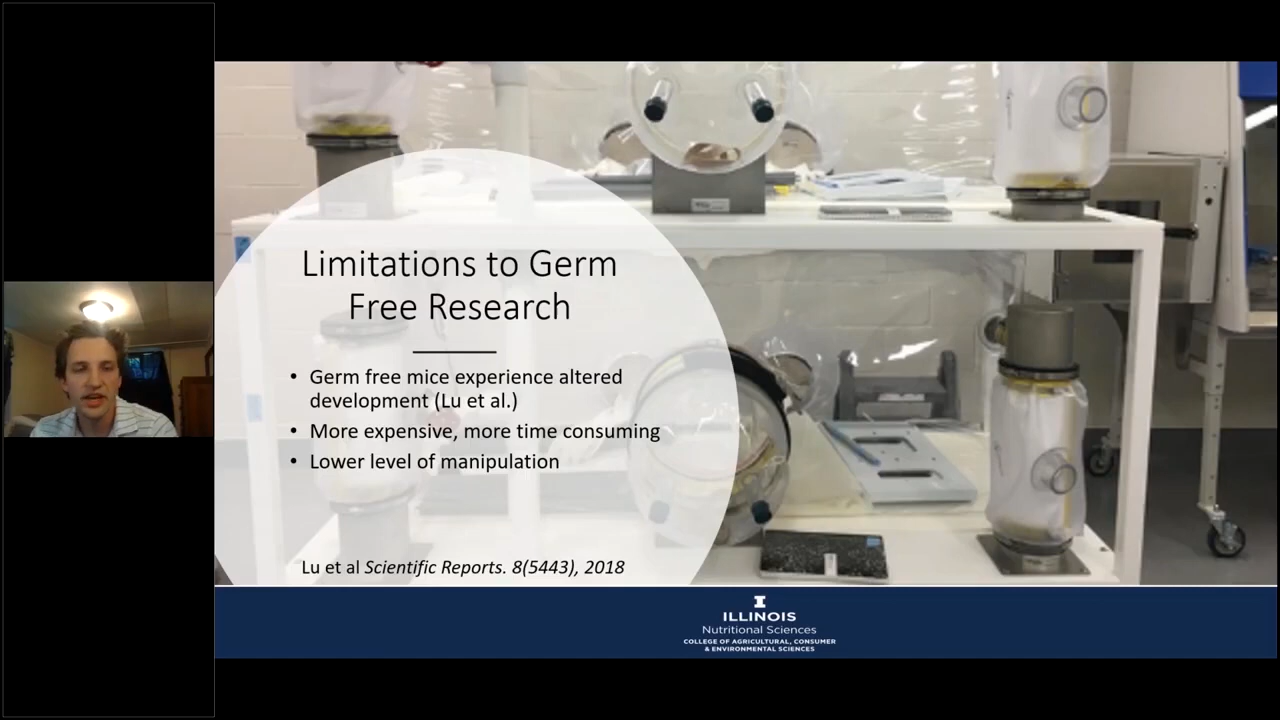 Limitations to Germ
Free Research
• Germ free mice experience altered
development (Lu et al.)
• More expensive, more time consuming
• Lower level of manipulation
Lu et al Scientific Reports. 8(5443), 2018
I
ILLINOIS
Nutritional Sciences
COLLEGE OF AGRICULTURAL, CONSUMER
& ENVIRONMENTAL SCIENCES